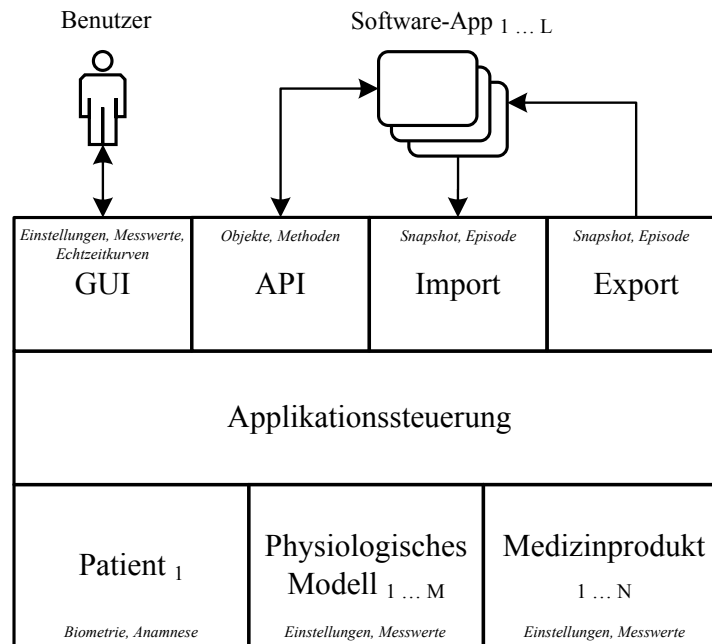 Benutzer
Software-App 1 … L
Einstellungen, Messwerte,
Echtzeitkurven
GUI
Objekte, Methoden
API
Snapshot, Episode
Import
Snapshot, Episode
Export
Applikationssteuerung
Patient 1
Biometrie, Anamnese
Physiologisches
Modell 1 … M
Einstellungen, Messwerte
Medizinprodukt
1 … N
Einstellungen, Messwerte